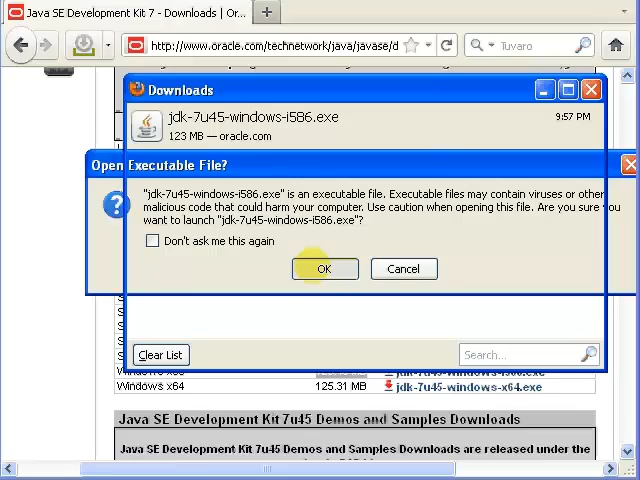 Java SE Development Kit 7 - Downloads | Or...
http://www.oracle.com/technetwork/java/javase/d
Tuvaro
Downloads
jdk-7u45-windows-i586.exe
9:57 PM
123 MB — oracle.com
Open Executable File?
"jdk-7u45-windows-i586.exe" is an executable file. Executable files may contain viruses or other
malicious code that could harm your computer. Use caution when opening this file. Are you sure you
want to launch "jdk-7u45-windows-i586.exe"?
Don't ask me this again
OK
Cancel
Clear List
Search...
Windows x64
125.31 MB
jdk-7u45-windows-x64.exe
Java SE Development Kit 7u45 Demos and Samples Downloads
Java SE Development Kit 7u45 Demos and Samples Downloads are released under the